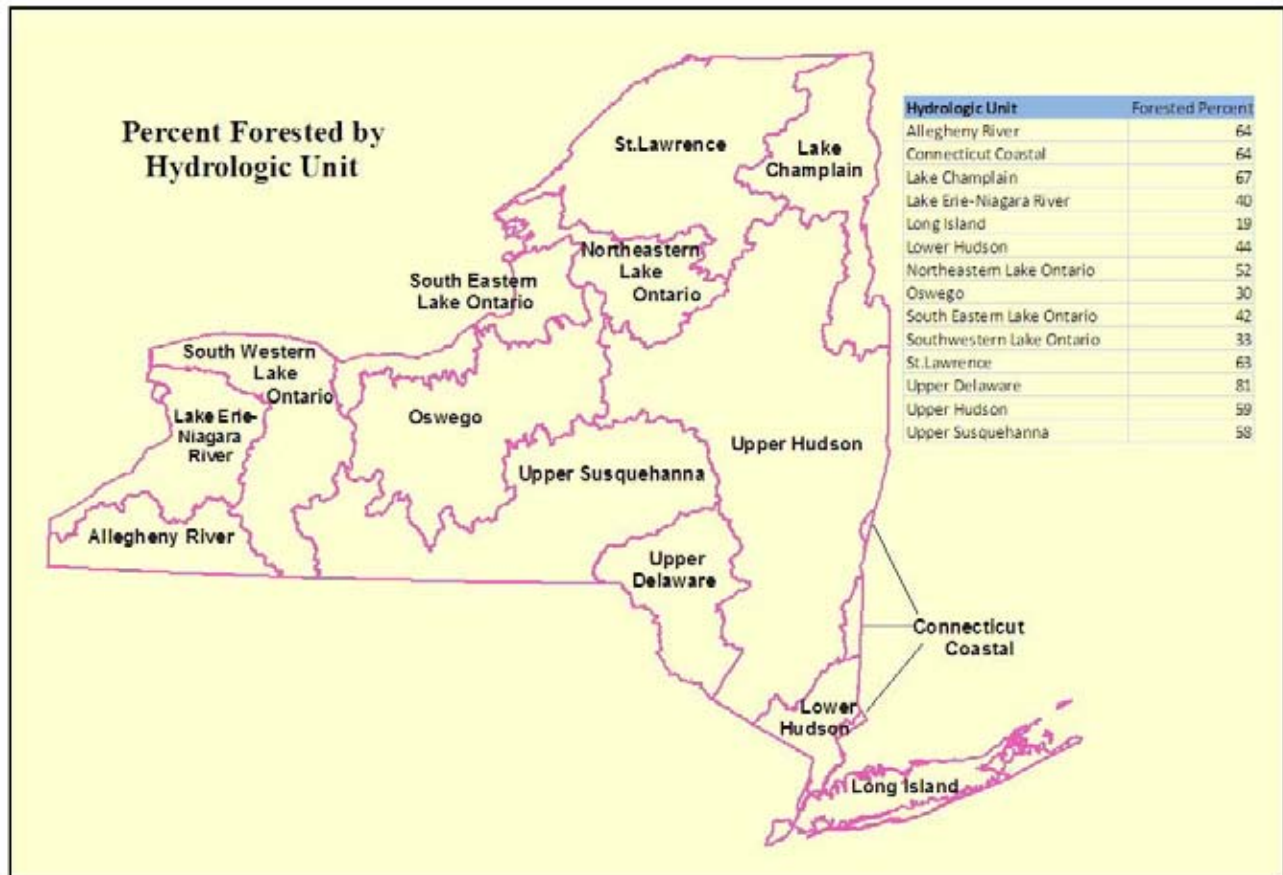 Percent Forested by
Hydrologic Unit
St.Lawrence
Lake
Champlain
Northeastern
Lake
Ontario
South Eastern
Lake Ontario
South Western
Lake
Ontario
Lake Erie-
Niagara
River
Oswego
Upper Hudson
Upper Susquehanna
Allegheny River
Upper
Delaware
Connecticut
Coastal
Lower
Hudson
Long Island
Hydrologic Unit Forested Percent
Allegheny River 64
Connecticut Coastal 64
Lake Champlain 67
Lake Erie-Niagara River 40
Long Island 19
Lower Hudson 44
Northeastern Lake Ontario 52
Oswego 30
South Eastern Lake Ontario 42
Southwestern Lake Ontario 33
St.Lawrence 63
Upper Delaware 81
Upper Hudson 59
Upper Susquehanna 58